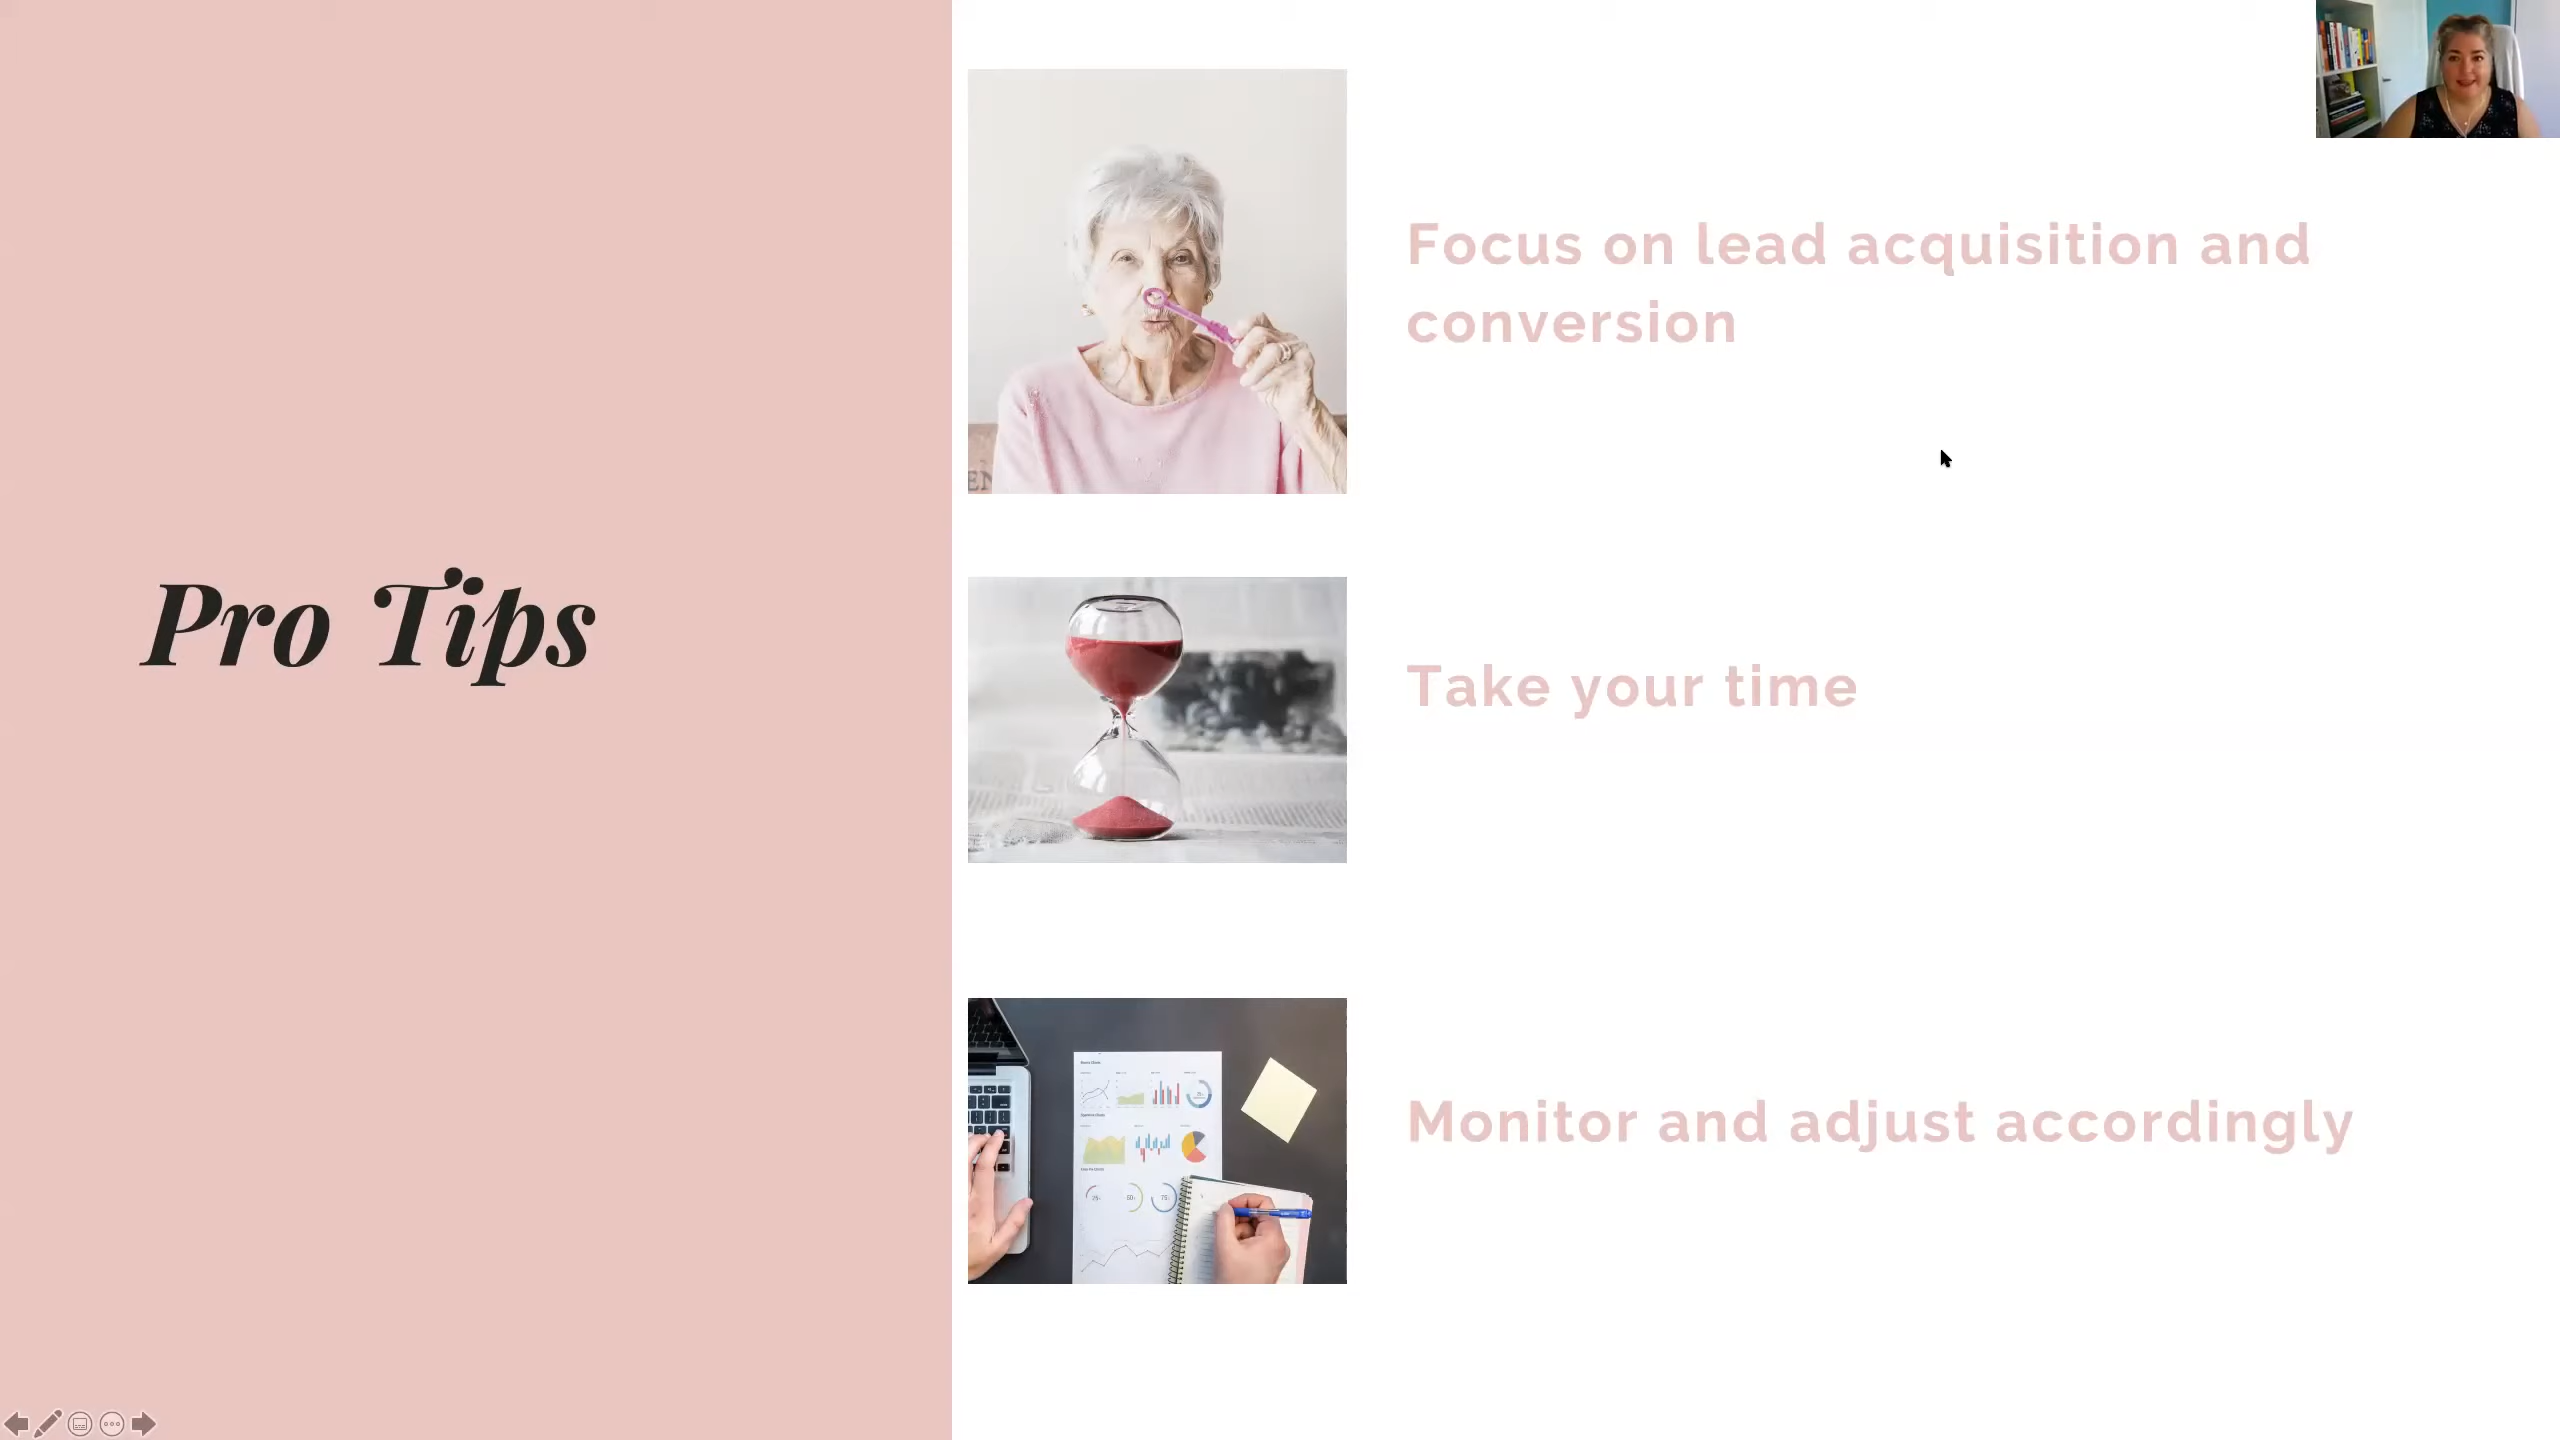 Pro Tips
Focus on lead acquisition and
conversion
Take your time
Monitor and adjust accordingly